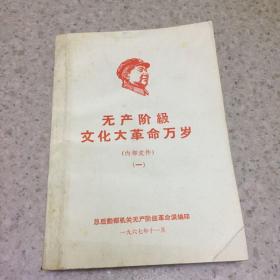 无产阶级
文化大革命万岁
(内部文件)
(一)
总后勤部机关无产阶级革命派编印
一九六七年十一月